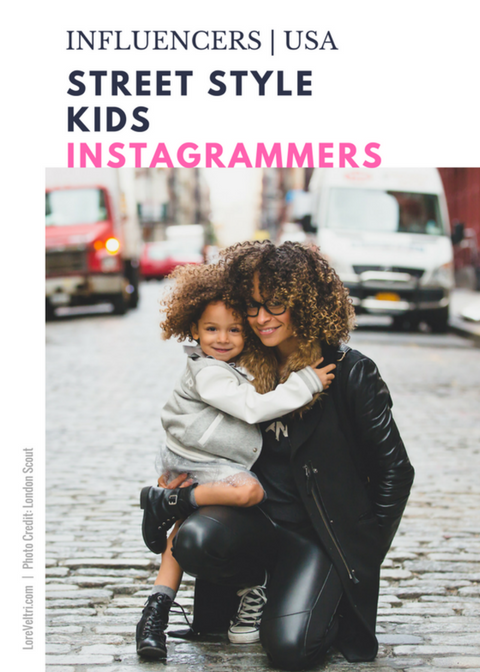 INFLUENCERS | USA
STREET STYLE
KIDS
INSTAGRAMMERS
LoreVeltri.com | Photo Credit: London Scout